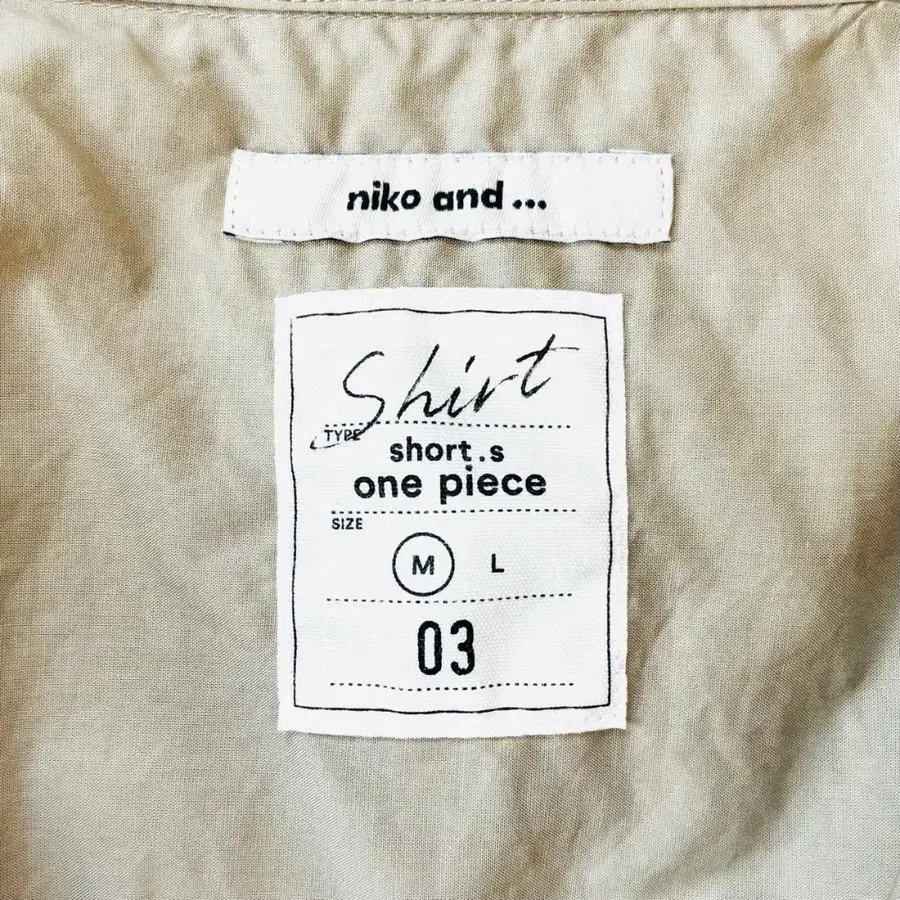 niko and ...
Shirt
TYPE
short.s
one piece
SIZE
M L
03